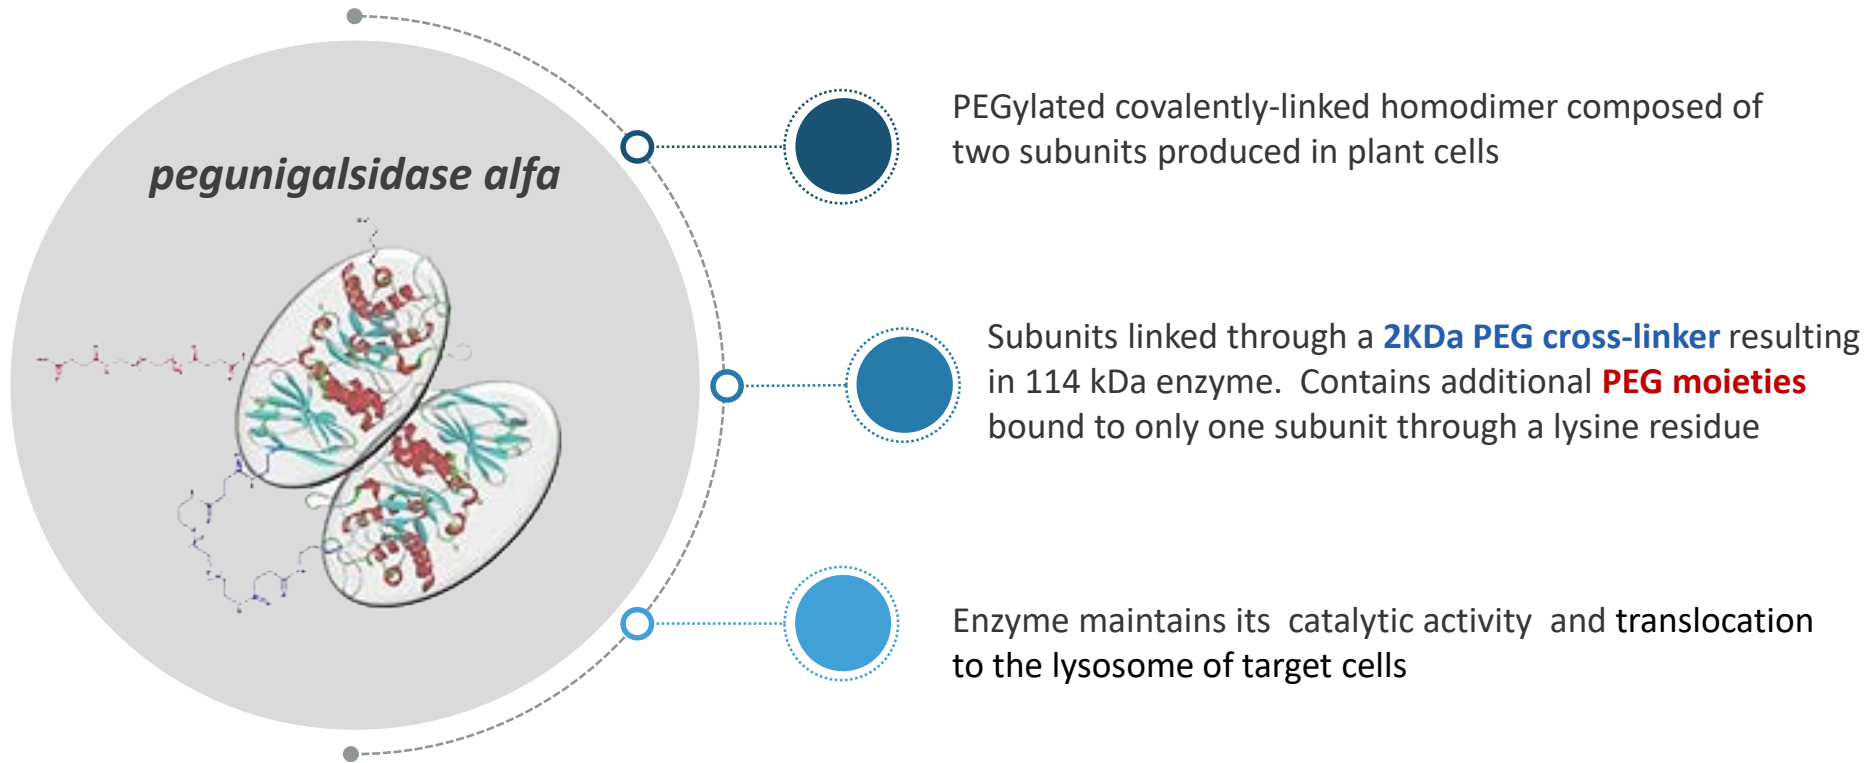 pegunigalsidase alfa
PEGylated covalently-linked homodimer composed of
two subunits produced in plant cells
Subunits linked through a 2KDa PEG cross-linker resulting
in 114 kDa enzyme.  Contains additional PEG moieties
bound to only one subunit through a lysine residue
Enzyme maintains its  catalytic activity  and translocation
to the lysosome of target cells